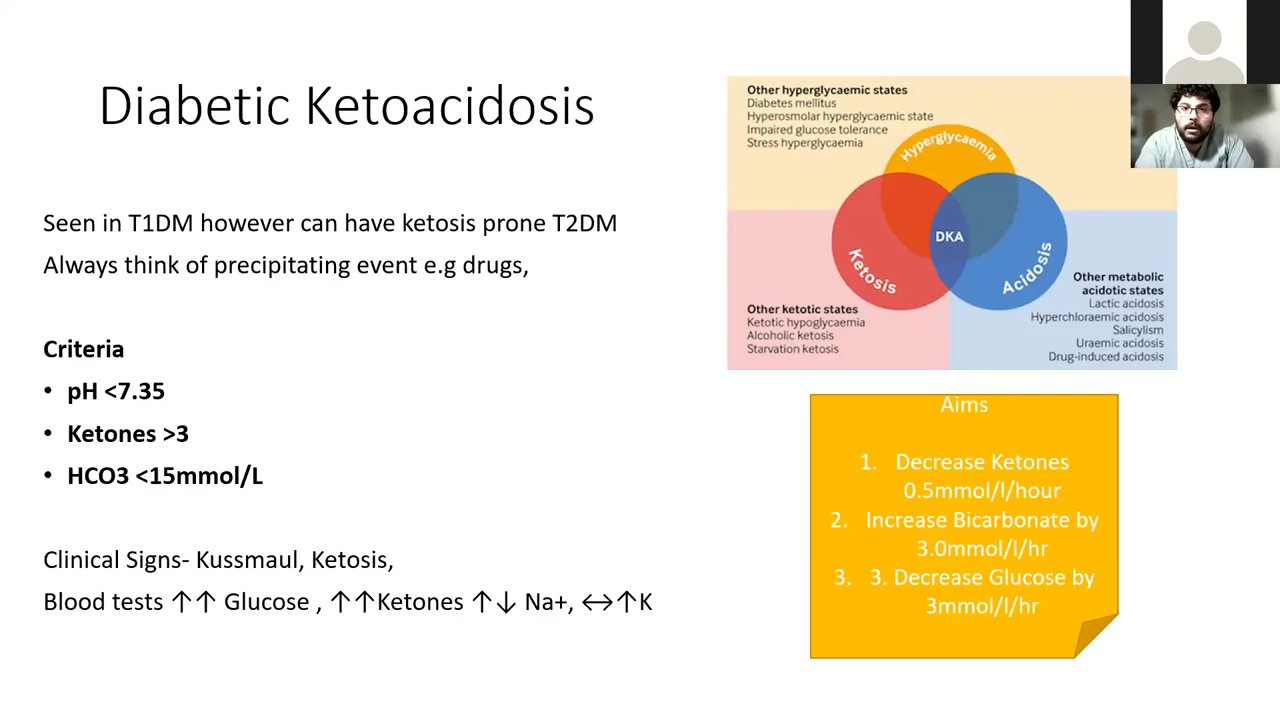 Diabetic Ketoacidosis
Seen in T1DM however can have ketosis prone T2DM
Always think of precipitating event e.g drugs,
Criteria
• pH <7.35
• Ketones >3
• HCO3 <15mmol/L
Clinical Signs- Kussmaul, Ketosis,
Blood tests ↑↑ Glucose , ↑↑Ketones ↑↓ Na+, ↔↑K
Other hyperglycaemic states
Diabetes mellitus
Hyperosmolar hyperglycaemic state
Impaired glucose tolerance
Stress hyperglycaemia
Hyperglycaemia
DKA
Ketosis
Acidosis
Other ketotic states
Ketotic hypoglycaemia
Alcoholic ketosis
Starvation ketosis
Other metabolic
acidotic states
Lactic acidosis
Hyperchloraemic acidosis
Salicylism
Uraemic acidosis
Drug-induced acidosis
Aims
1. Decrease Ketones
0.5mmol/l/hour
2. Increase Bicarbonate by
3.0mmol/l/hr
3. 3. Decrease Glucose by
3mmol/l/hr